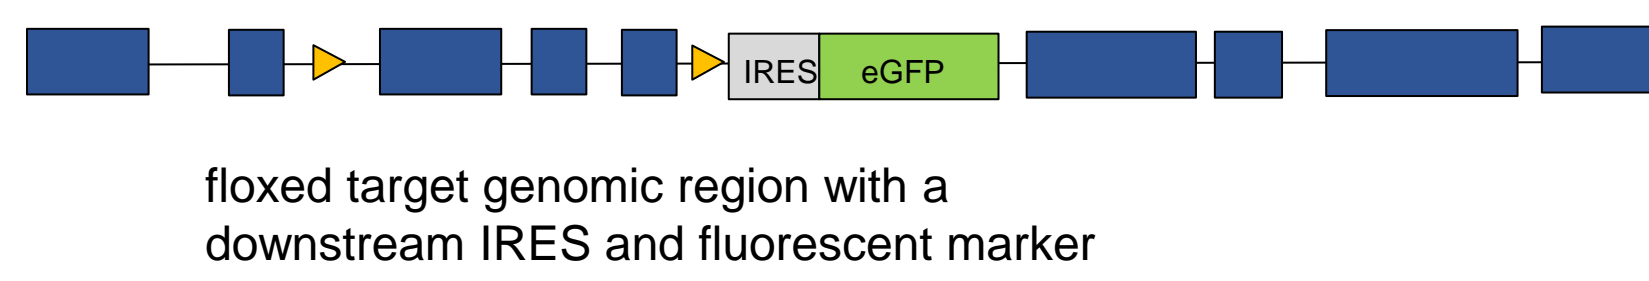 IRES eGFP
floxed target genomic region with a
downstream IRES and fluorescent marker